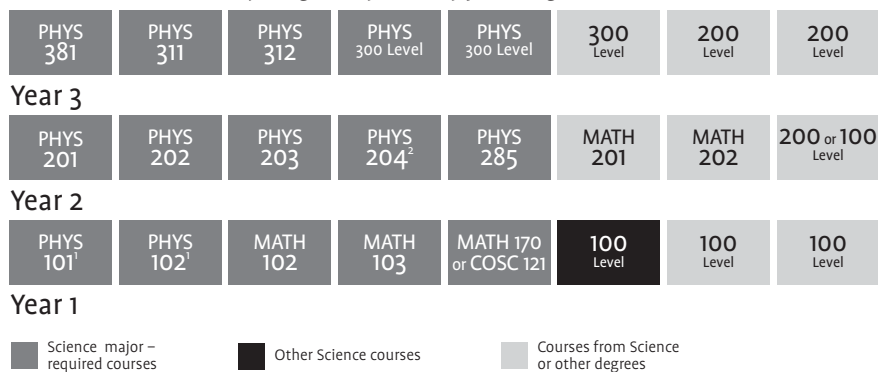 PHYS 381
PHYS 311
PHYS 312
PHYS 300 Level
PHYS 300 Level
300 Level
200 Level
200 Level
Year 3
PHYS 201
PHYS 202
PHYS 203
PHYS 204²
PHYS 285
MATH 201
MATH 202
200 or 100 Level
Year 2
PHYS 101¹
PHYS 102¹
MATH 102
MATH 103
MATH 170 or COSC 121
100 Level
100 Level
100 Level
Year 1
Science major – required courses
Other Science courses
Courses from Science or other degrees